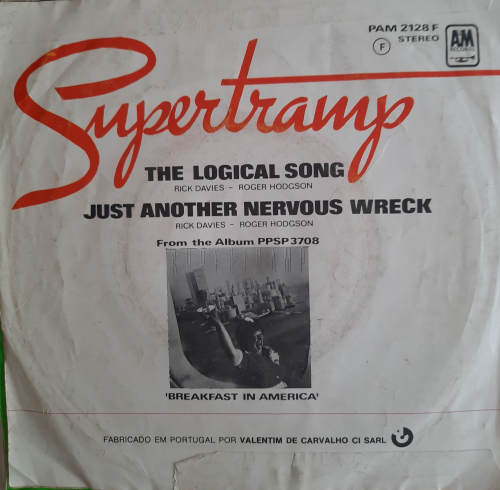 PAM 2128 F
F STEREO
AM
RECORDS
Supertramp
THE LOGICAL SONG
RICK DAVIES - ROGER HODGSON
JUST ANOTHER NERVOUS WRECK
RICK DAVIES - ROGER HODGSON
From the Album PPSP 3708
'BREAKFAST IN AMERICA'
FABRICADO EM PORTUGAL POR VALENTIM DE CARVALHO CI SARL